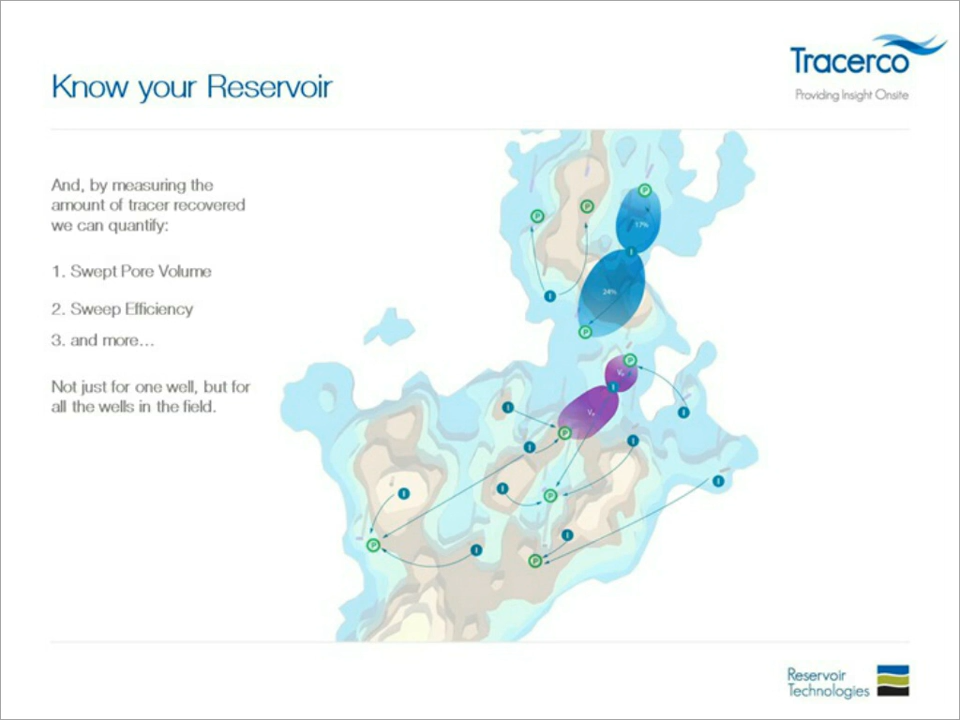 Tracerco
Providing Insight Onsite
Know your Reservoir
And, by measuring the
amount of tracer recovered
we can quantify:
1. Swept Pore Volume
2. Sweep Efficiency
3. and more...
Not just for one well, but for
all the wells in the field.
P
P
P
17%
I
24%
I
P
P
I
I
I
P
I
I
I
I
I
P
P
I
I
P
Reservoir
Technologies